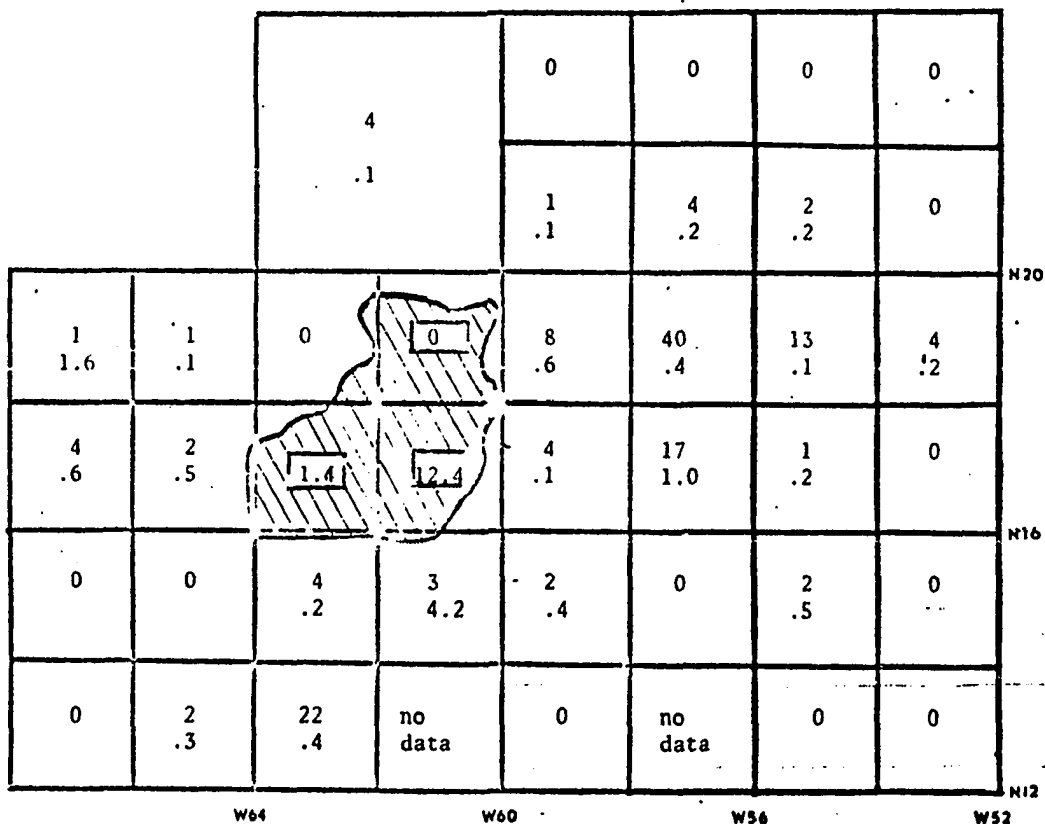 0 0 0 0
4
.1
1 4 2 0
.1 .2 .2
N20
1 1 0 0 8 40 13 4
1.6 .1 .6 .4 .1 .2
4 2 1.4 12.4 4 17 1 0
.6 .5 .1 1.0 .2
N16
0 0 4 3 2 0 2 0
.2 4.2 .4 .5
0 2 22 no 0 no 0 0
.3 .4 data data
N12
W64 W60 W56 W52